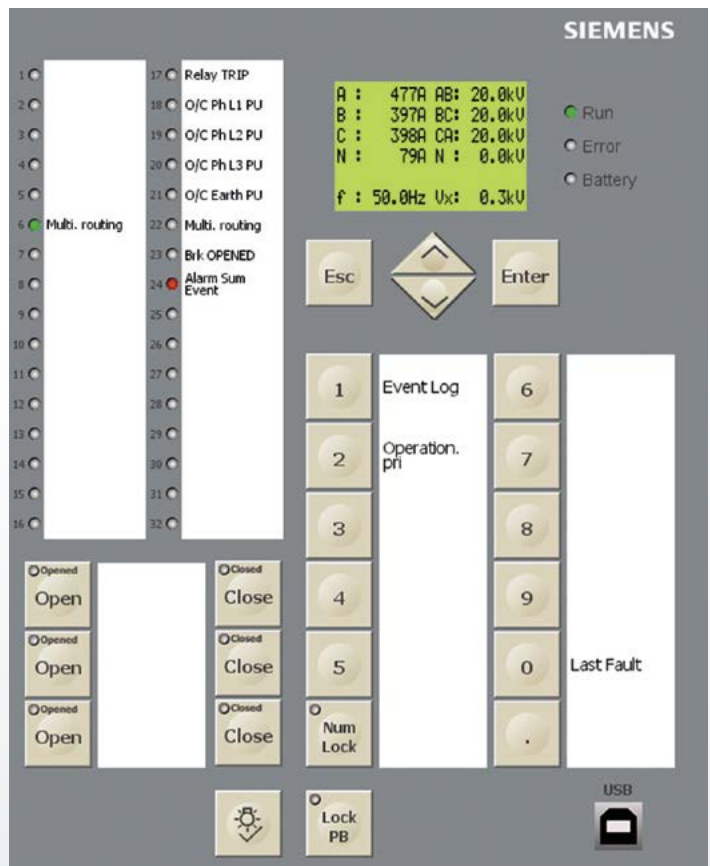 SIEMENS
1
2
3
4
5
6 Multi. routing
7
8
9
10
11
12
13
14
15
16
17 Relay TRIP
18 O/C Ph L1 PU
19 O/C Ph L2 PU
20 O/C Ph L3 PU
21 O/C Earth PU
22 Multi. routing
23 Brk OPENED
24 Alarm Sum
Event
25
26
27
28
29
30
31
32
A : 477A AB: 20.0kV
B : 397A BC: 20.0kV
C : 398A CA: 20.0kV
N : 79A N : 0.0kV
f : 50.0Hz Vx: 0.3kV
Run
Error
Battery
Esc
Enter
1 Event Log
2 Operation.
pri
3
4
5
Num
Lock
6
7
8
9
0 Last Fault
.
Opened
Open
Closed
Close
Opened
Open
Closed
Close
Opened
Open
Closed
Close
Lock
PB
USB